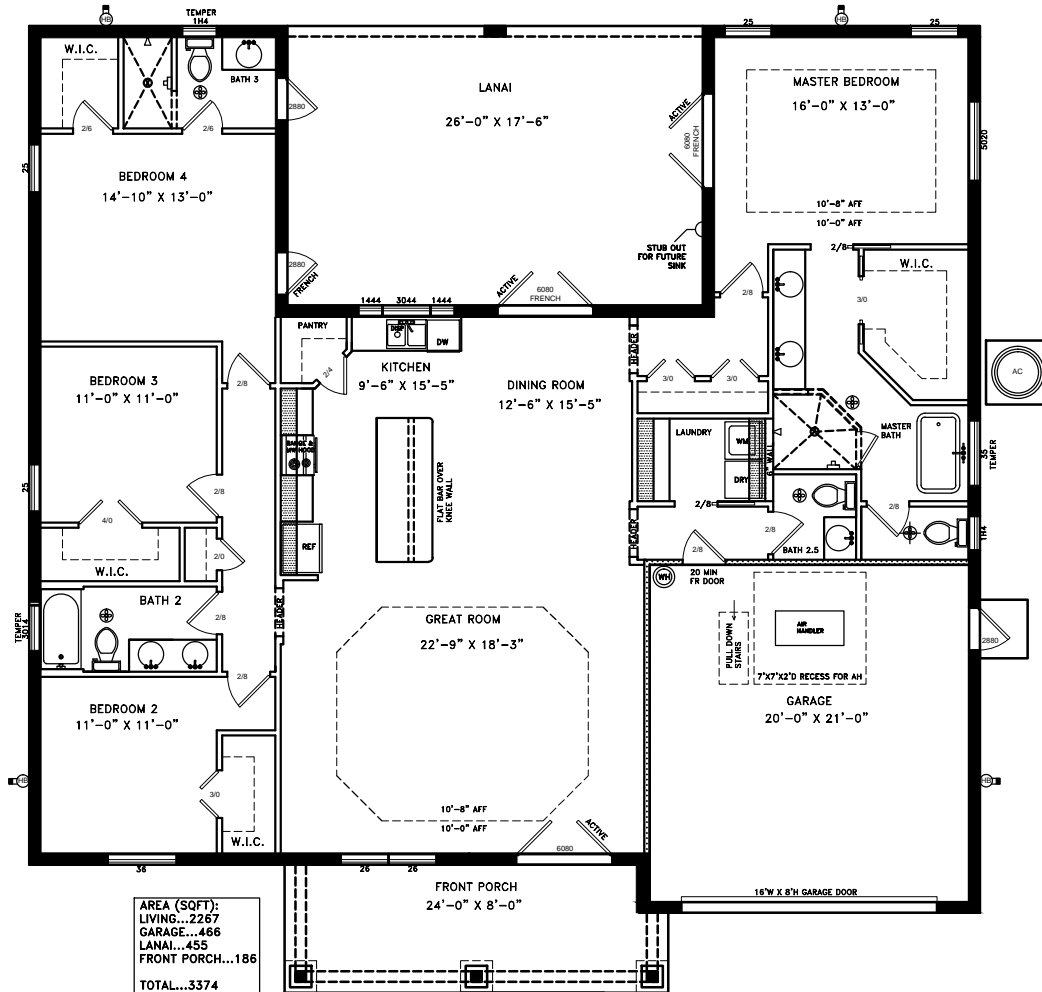 HB
TEMPER
1H4
HB
25
25
W.I.C.
BATH 3
2/6
2/6
2880
LANAI
26'-0" X 17'-6"
ACTIVE
6080
FRENCH
MASTER BEDROOM
16'-0" X 13'-0"
5020
10'-8" AFF
10'-0" AFF
25
BEDROOM 4
14'-10" X 13'-0"
2880
FRENCH
STUB OUT
FOR FUTURE
SINK
ACTIVE
6080
FRENCH
2/8
2/8
W.I.C.
3/0
1444
3044
1444
PANTRY
DISP
DW
2/4
KITCHEN
9'-6" X 15'-5"
DINING ROOM
12'-6" X 15'-5"
HEADER
3/0
3/0
AC
BEDROOM 3
11'-0" X 11'-0"
2/8
25
2/8
4/0
RANGE &
MW HOOD
FLAT BAR OVER
KNEE WALL
REF
LAUNDRY
WM
DRY
6" WALL
MASTER
BATH
35
TEMPER
2/8
2/8
2/8
HEADER
2/8
BATH 2.5
1H4
W.I.C.
2/0
BATH 2
2/8
TEMPER
3014
HEADER
WH
20 MIN
FR DOOR
PULL DOWN
STAIRS
AIR
HANDLER
7'X7'X2'D RECESS FOR AH
2880
GREAT ROOM
22'-9" X 18'-3"
GARAGE
20'-0" X 21'-0"
2/8
BEDROOM 2
11'-0" X 11'-0"
HB
3/0
W.I.C.
HB
10'-8" AFF
10'-0" AFF
ACTIVE
6080
36
26
26
FRONT PORCH
24'-0" X 8'-0"
16'W X 8'H GARAGE DOOR
AREA (SQFT):
LIVING...2267
GARAGE...466
LANAI...455
FRONT PORCH...186
TOTAL...3374